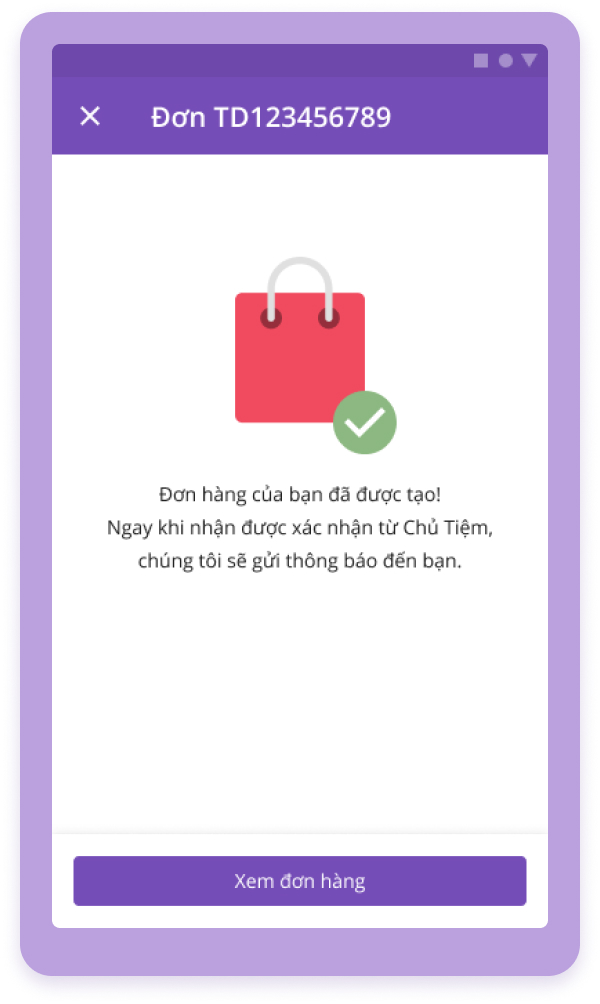 Đơn TD123456789
Đơn hàng của bạn đã được tạo!
Ngay khi nhận được xác nhận từ Chủ Tiệm,
chúng tôi sẽ gửi thông báo đến bạn.
Xem đơn hàng